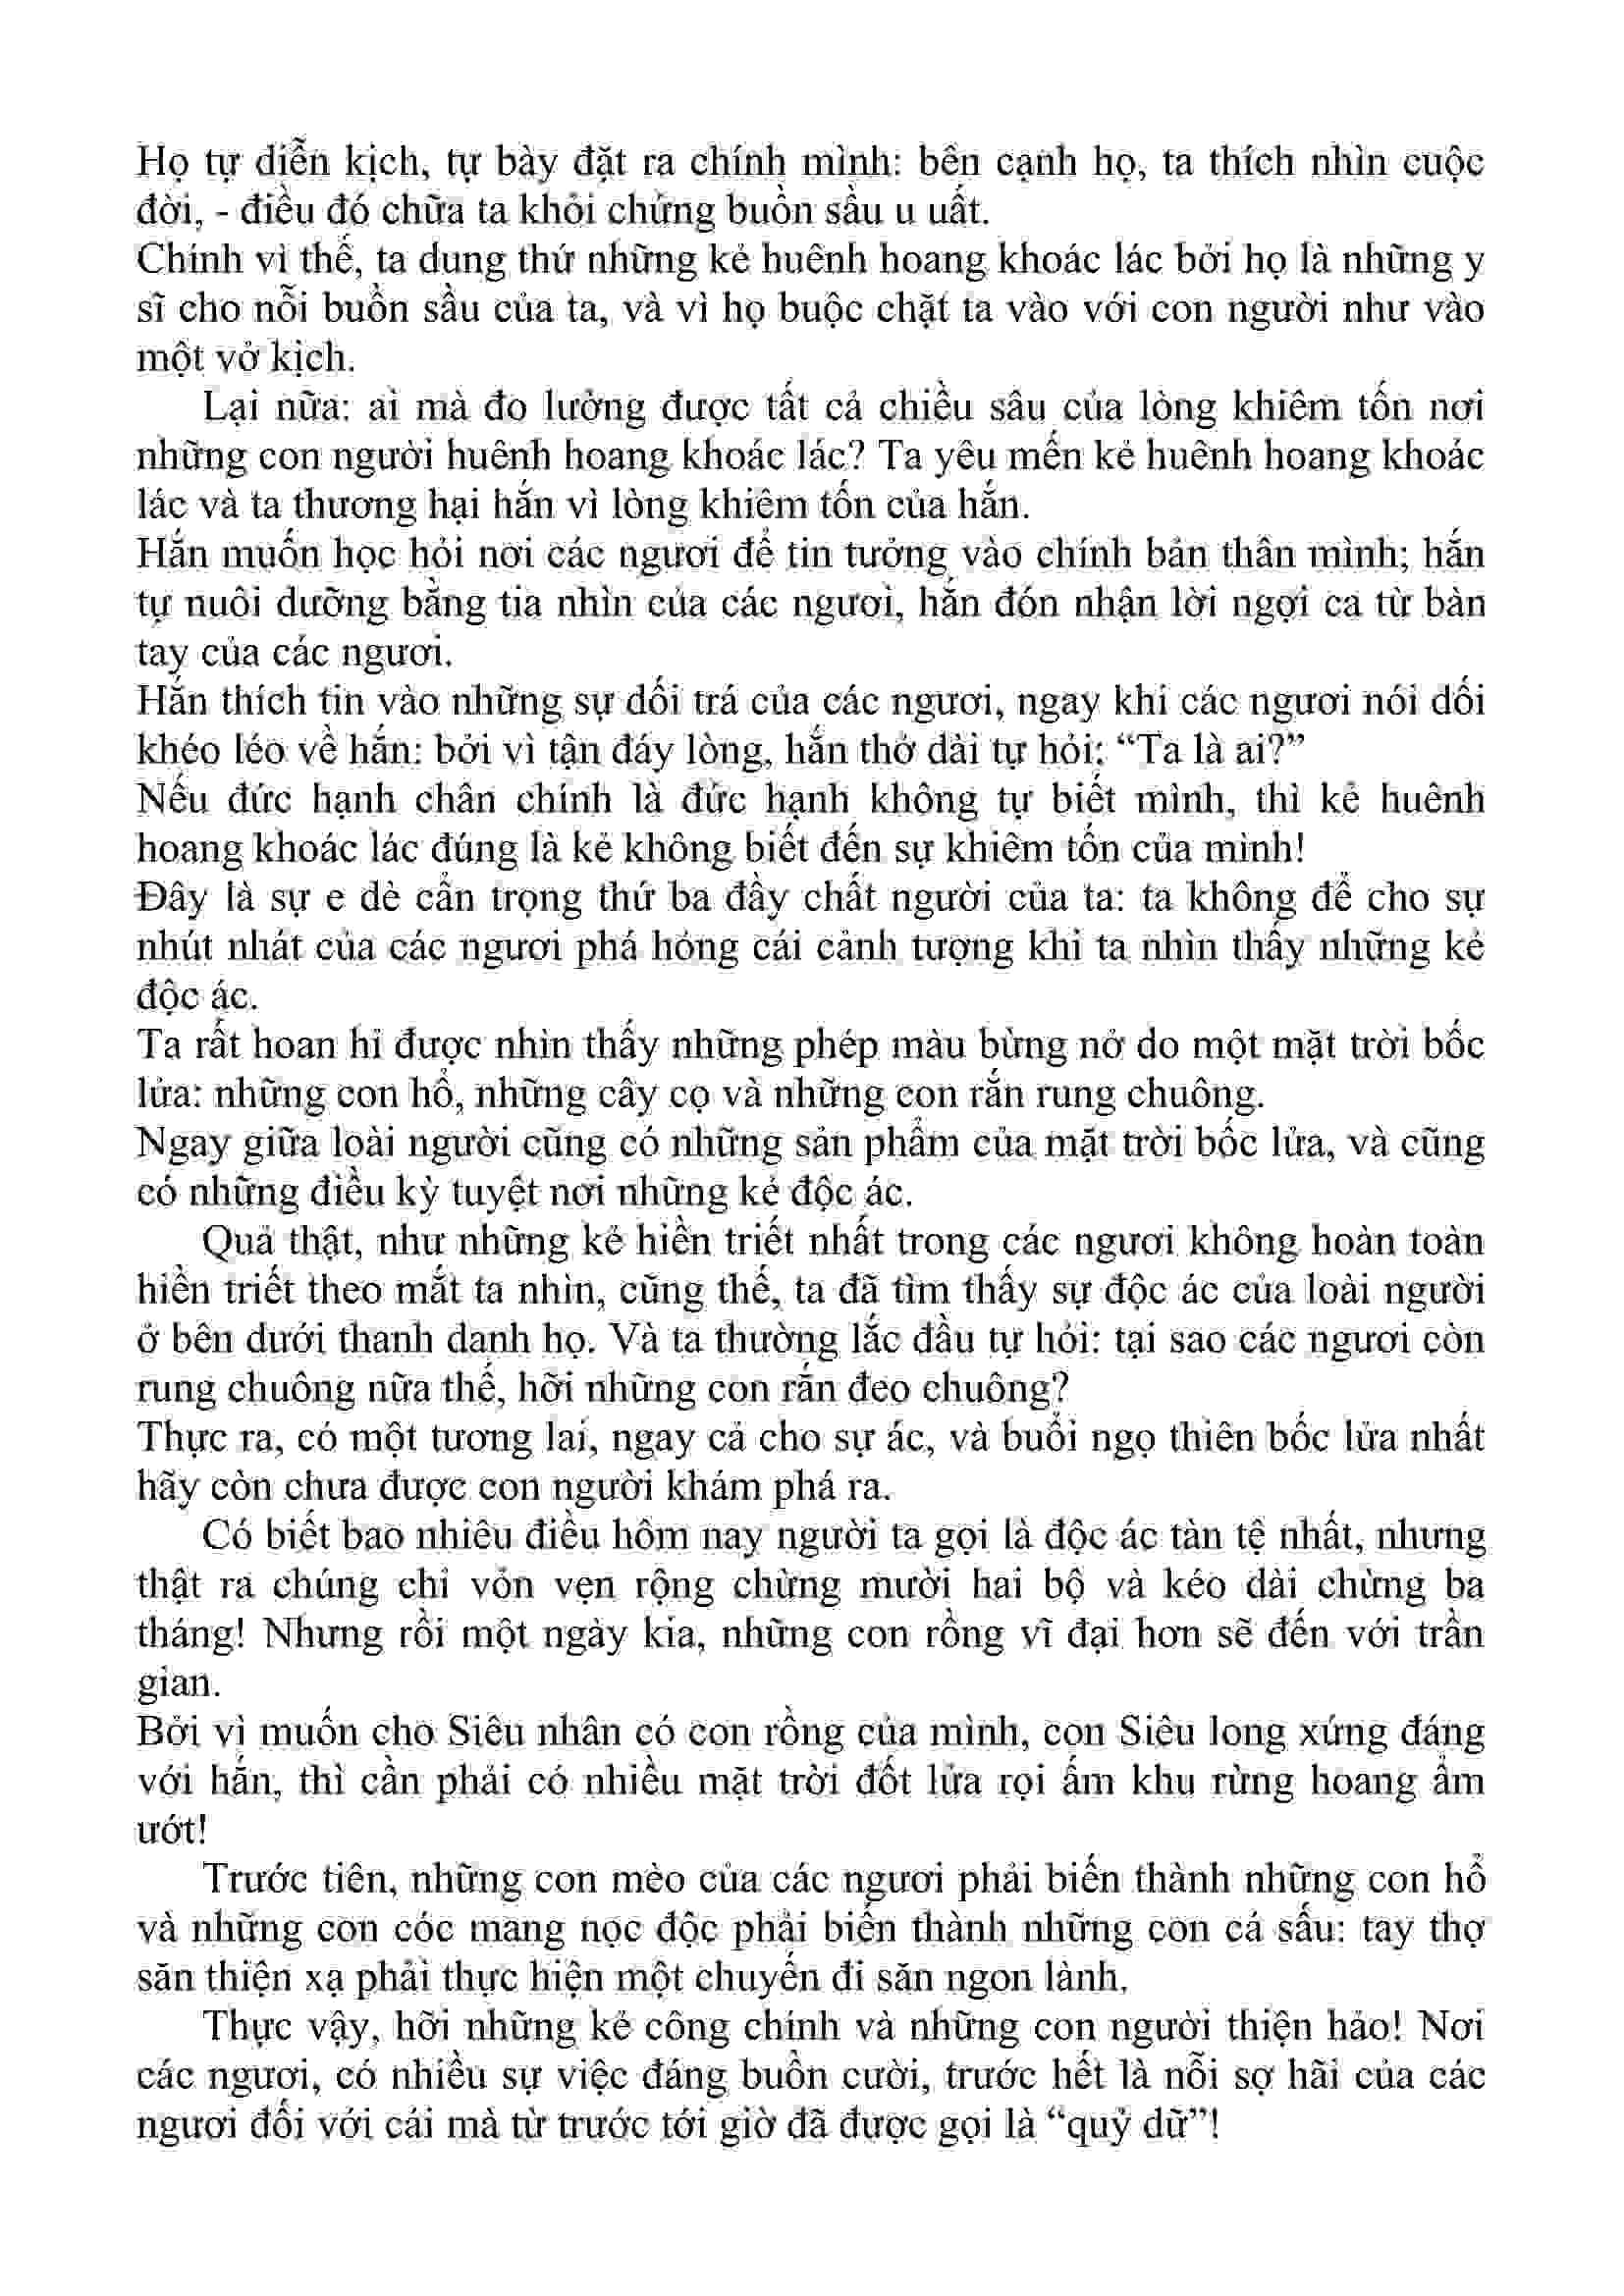 Họ tự diễn kịch, tự bày đặt ra chính mình: bên cạnh họ, ta thích nhìn cuộc
đời, - điều đó chữa ta khỏi chứng buồn sầu u uất.
Chính vì thế, ta dung thứ những kẻ huênh hoang khoác lác bởi họ là những y
sĩ cho nỗi buồn sầu của ta, và vì họ buộc chặt ta vào với con người như vào
một vở kịch.
Lại nữa: ai mà đo lường được tất cả chiều sâu của lòng khiêm tốn nơi
những con người huênh hoang khoác lác? Ta yêu mến kẻ huênh hoang khoác
lác và ta thương hại hắn vì lòng khiêm tốn của hắn.
Hắn muốn học hỏi nơi các ngươi để tin tưởng vào chính bản thân mình; hắn
tự nuôi dưỡng bằng tia nhìn của các ngươi, hắn đón nhận lời ngợi ca từ bàn
tay của các ngươi.
Hắn thích tin vào những sự dối trá của các ngươi, ngay khi các ngươi nói dối
khéo léo về hắn: bởi vì tận đáy lòng, hắn thở dài tự hỏi: “Ta là ai?”
Nếu đức hạnh chân chính là đức hạnh không tự biết mình, thì kẻ huênh
hoang khoác lác đúng là kẻ không biết đến sự khiêm tốn của mình!
Đây là sự e dè cẩn trọng thứ ba đầy chất người của ta: ta không để cho sự
nhút nhát của các ngươi phá hỏng cái cảnh tượng khi ta nhìn thấy những kẻ
độc ác.
Ta rất hoan hỉ được nhìn thấy những phép màu bừng nở do một mặt trời bốc
lửa: những con hổ, những cây cọ và những con rắn rung chuông.
Ngay giữa loài người cũng có những sản phẩm của mặt trời bốc lửa, và cũng
có những điều kỳ tuyệt nơi những kẻ độc ác.
Quả thật, như những kẻ hiền triết nhất trong các ngươi không hoàn toàn
hiền triết theo mắt ta nhìn, cũng thế, ta đã tìm thấy sự độc ác của loài người
ở bên dưới thanh danh họ. Và ta thường lắc đầu tự hỏi: tại sao các ngươi còn
rung chuông nữa thế, hỡi những con rắn đeo chuông?
Thực ra, có một tương lai, ngay cả cho sự ác, và buổi ngọ thiên bốc lửa nhất
hãy còn chưa được con người khám phá ra.
Có biết bao nhiêu điều hôm nay người ta gọi là độc ác tàn tệ nhất, nhưng
thật ra chúng chỉ vỏn vẹn rộng chừng mười hai bộ và kéo dài chừng ba
tháng! Nhưng rồi một ngày kia, những con rồng vĩ đại hơn sẽ đến với trần
gian.
Bởi vì muốn cho Siêu nhân có con rồng của mình, con Siêu long xứng đáng
với hắn, thì cần phải có nhiều mặt trời đốt lửa rọi ấm khu rừng hoang ẩm
ướt!
Trước tiên, những con mèo của các ngươi phải biến thành những con hổ
và những con cóc mang nọc độc phải biến thành những con cá sấu: tay thợ
săn thiện xạ phải thực hiện một chuyến đi săn ngon lành.
Thực vậy, hỡi những kẻ công chính và những con người thiện hảo! Nơi
các ngươi, có nhiều sự việc đáng buồn cười, trước hết là nỗi sợ hãi của các
ngươi đối với cái mà từ trước tới giờ đã được gọi là “quỷ dữ”!